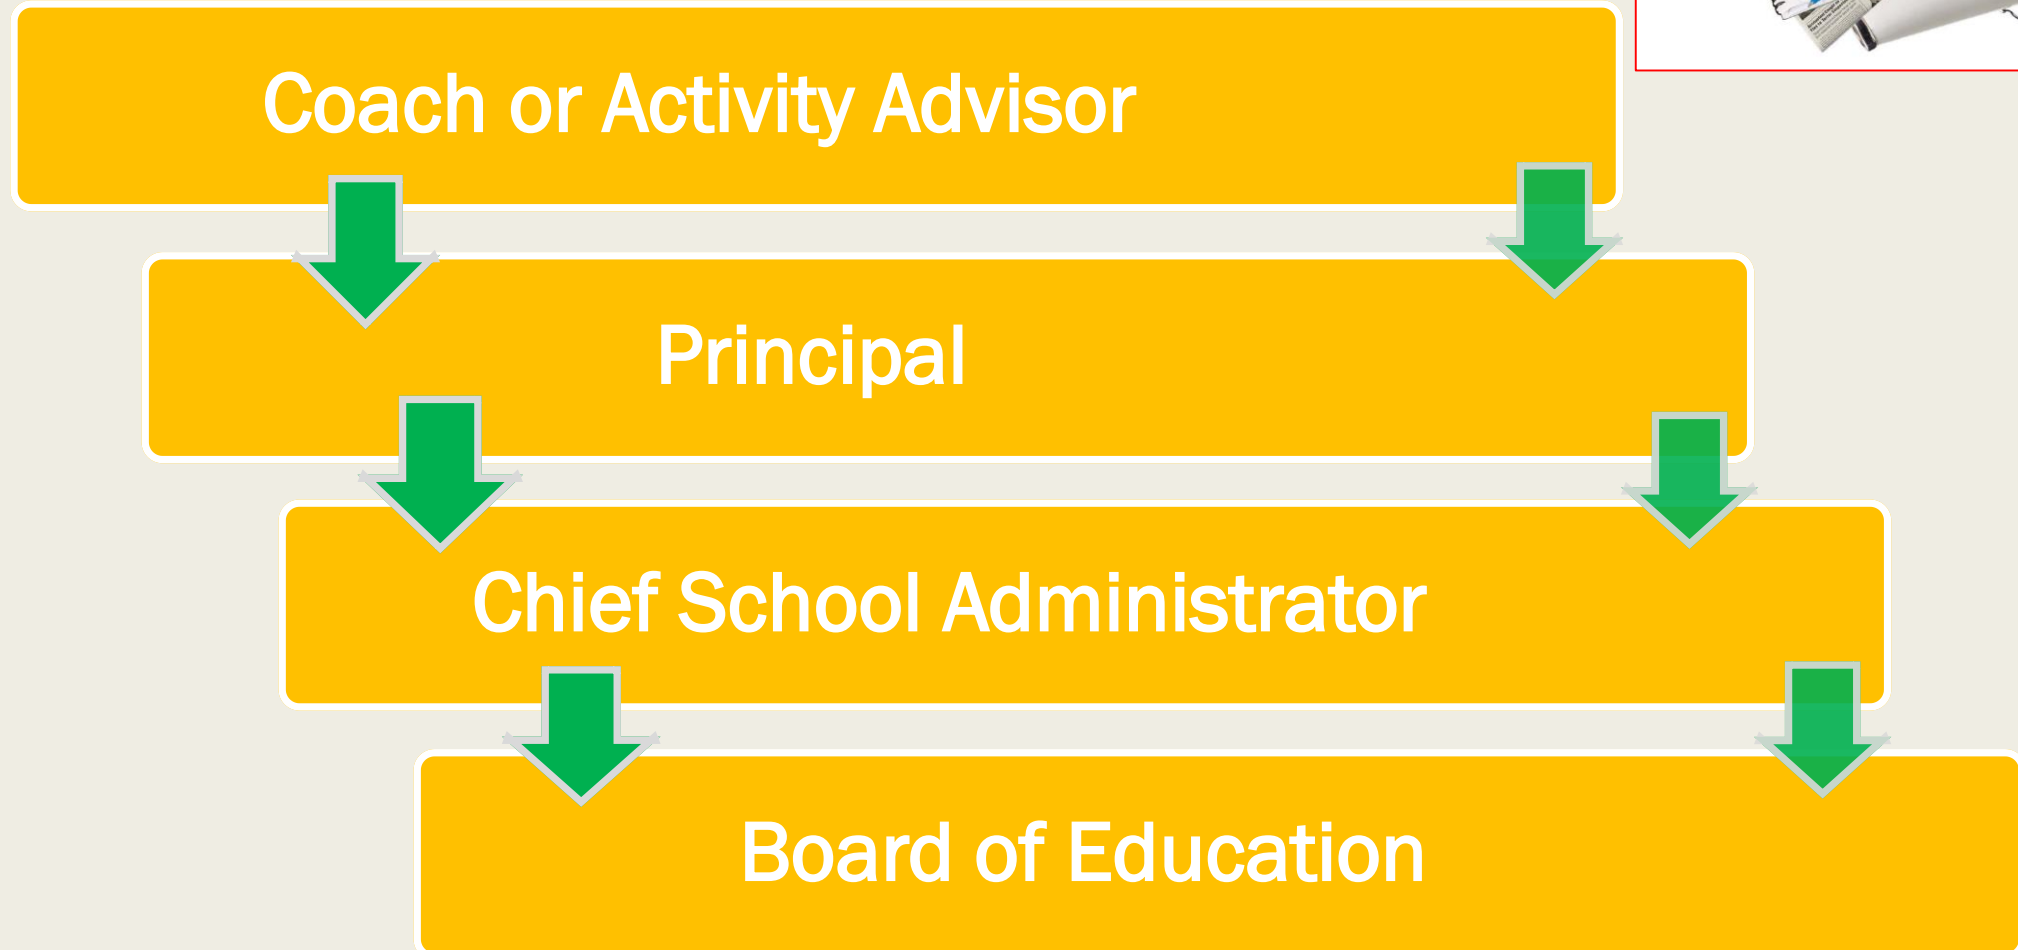 Coach or Activity Advisor
Principal
Chief School Administrator
Board of Education